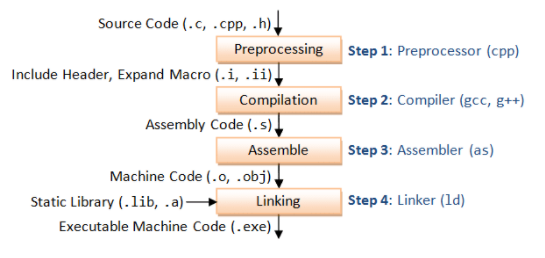 Source Code (.c, .cpp, .h)
Preprocessing
Step 1: Preprocessor (cpp)
Include Header, Expand Macro (.i, .ii)
Compilation
Step 2: Compiler (gcc, g++)
Assembly Code (.s)
Assemble
Step 3: Assembler (as)
Machine Code (.o, .obj)
Static Library (.lib, .a)
Linking
Step 4: Linker (ld)
Executable Machine Code (.exe)